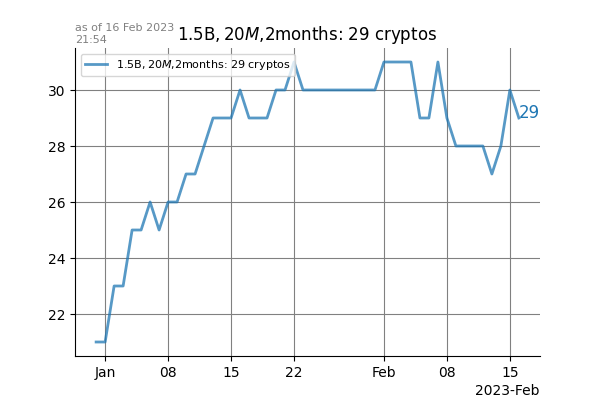 as of 16 Feb 2023
21:54
1.5B, 20M,2months: 29 cryptos
1.5B, 20M,2months: 29 cryptos
30
28
26
24
22
29
Jan 08 15 22 Feb 08 15
2023-Feb